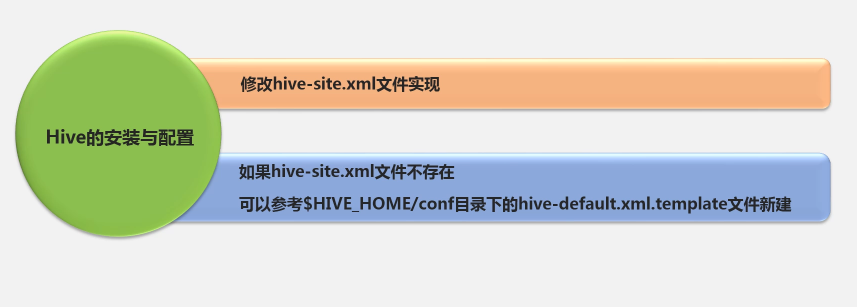 Hive的安装与配置
修改hive-site.xml文件实现
如果hive-site.xml文件不存在
可以参考$HIVE_HOME/conf目录下的hive-default.xml.template文件新建